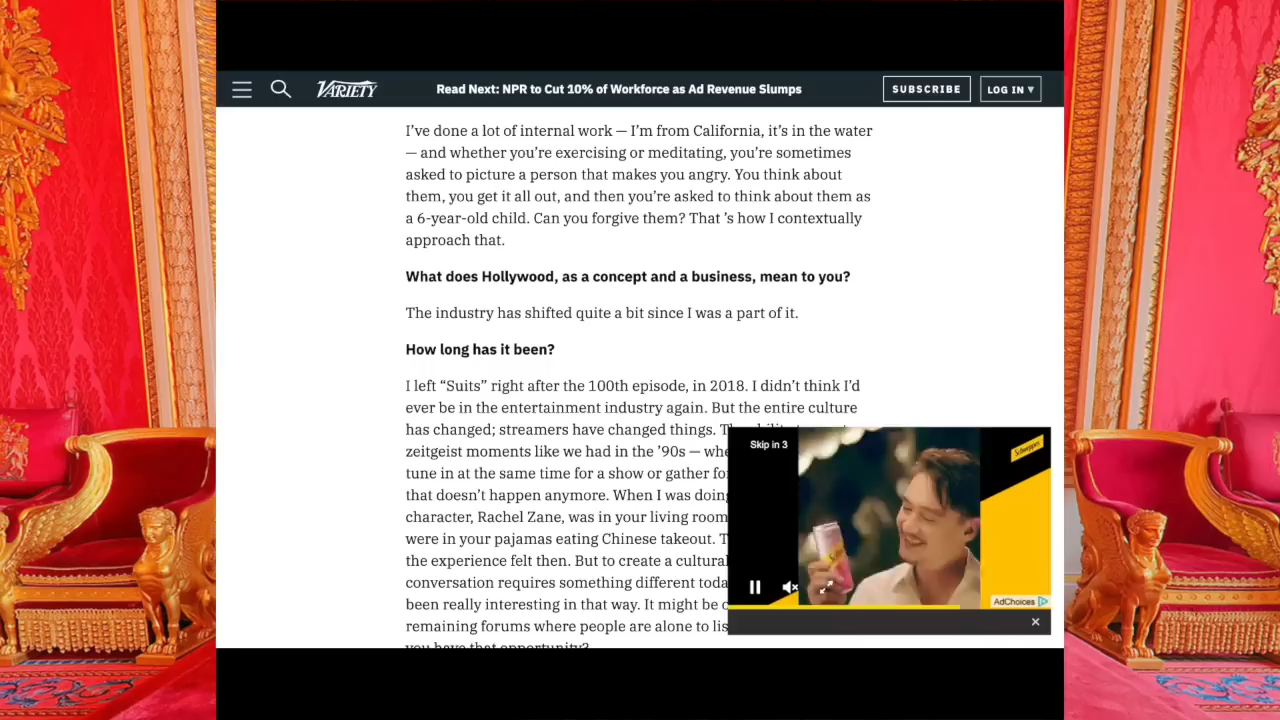 VARIETY
Read Next: NPR to Cut 10% of Workforce as Ad Revenue Slumps
SUBSCRIBE
LOG IN ▾
I’ve done a lot of internal work — I’m from California, it’s in the water
— and whether you’re exercising or meditating, you’re sometimes
asked to picture a person that makes you angry. You think about
them, you get it all out, and then you’re asked to think about them as
a 6-year-old child. Can you forgive them? That ’s how I contextually
approach that.
What does Hollywood, as a concept and a business, mean to you?
The industry has shifted quite a bit since I was a part of it.
How long has it been?
I left “Suits” right after the 100th episode, in 2018. I didn’t think I’d
ever be in the entertainment industry again. But the entire culture
has changed; streamers have changed things.
zeitgeist moments like we had in the ’90s —
tune in at the same time for a show or gather
that doesn’t happen anymore. When I was doing
character, Rachel Zane, was in your living room
were in your pajamas eating Chinese takeout.
the experience felt then. But to create a cultural
conversation requires something different
been really interesting in that way. It might be
remaining forums where people are alone to
you have that opportunity?
Skip in 3
Schweppes
AdChoices